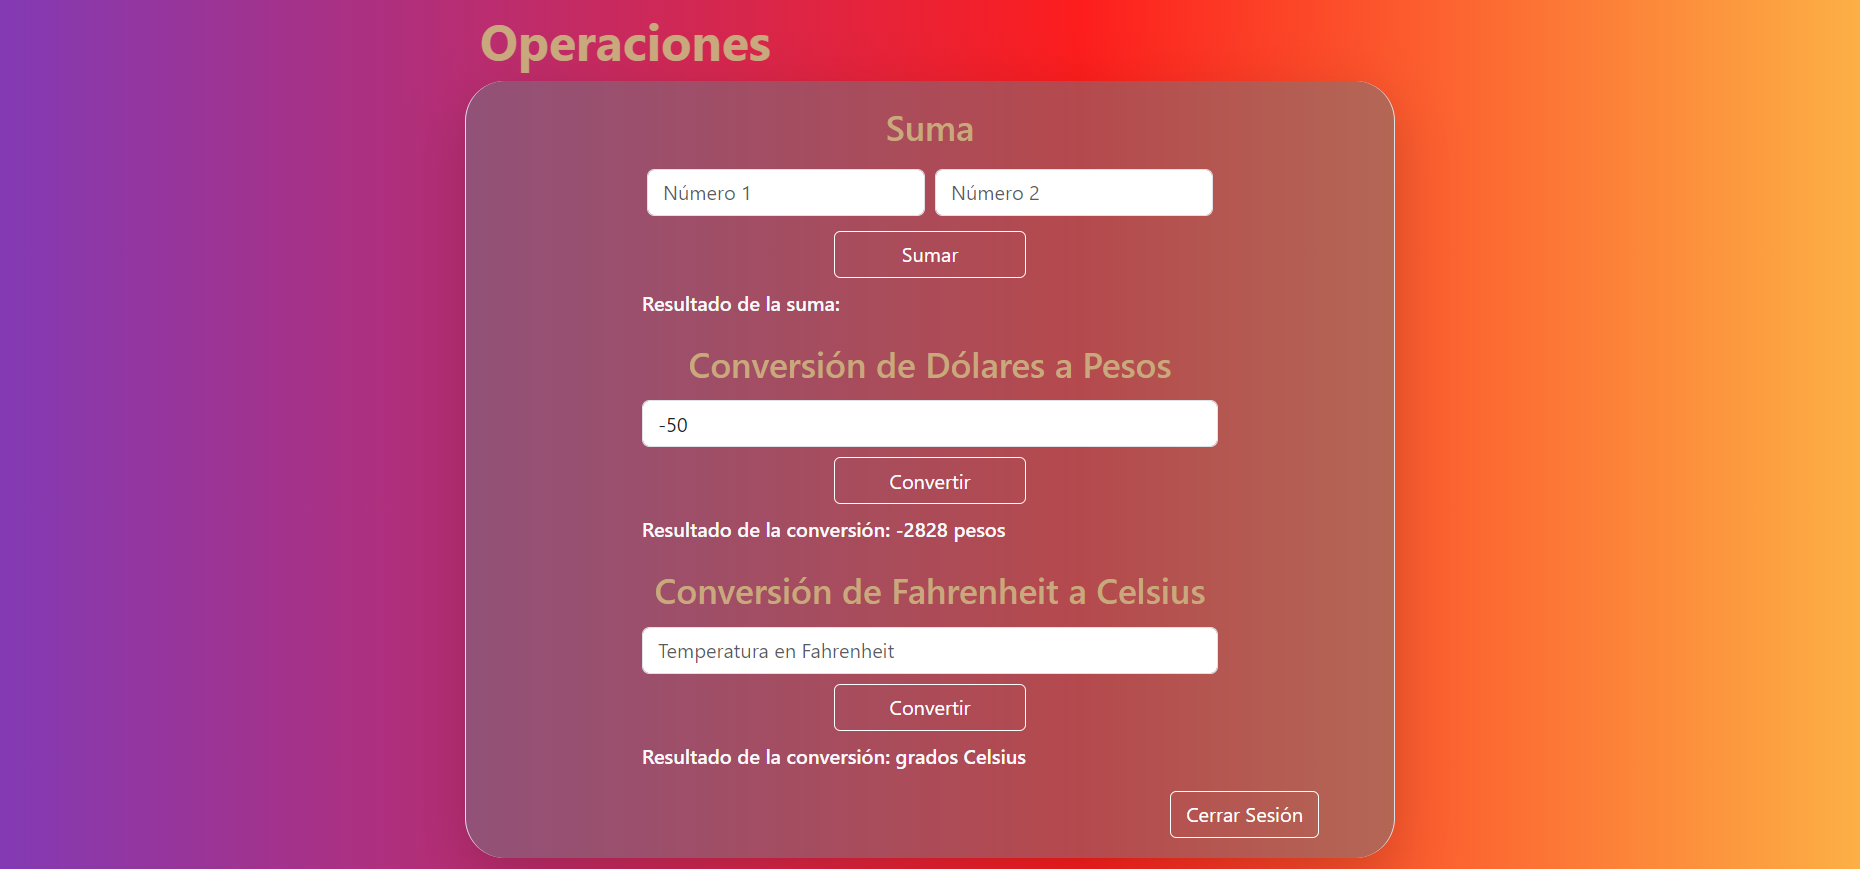 Operaciones
Suma
Número 1 Número 2
Sumar
Resultado de la suma:
Conversión de Dólares a Pesos
-50
Convertir
Resultado de la conversión: -2828 pesos
Conversión de Fahrenheit a Celsius
Temperatura en Fahrenheit
Convertir
Resultado de la conversión: grados Celsius
Cerrar Sesión